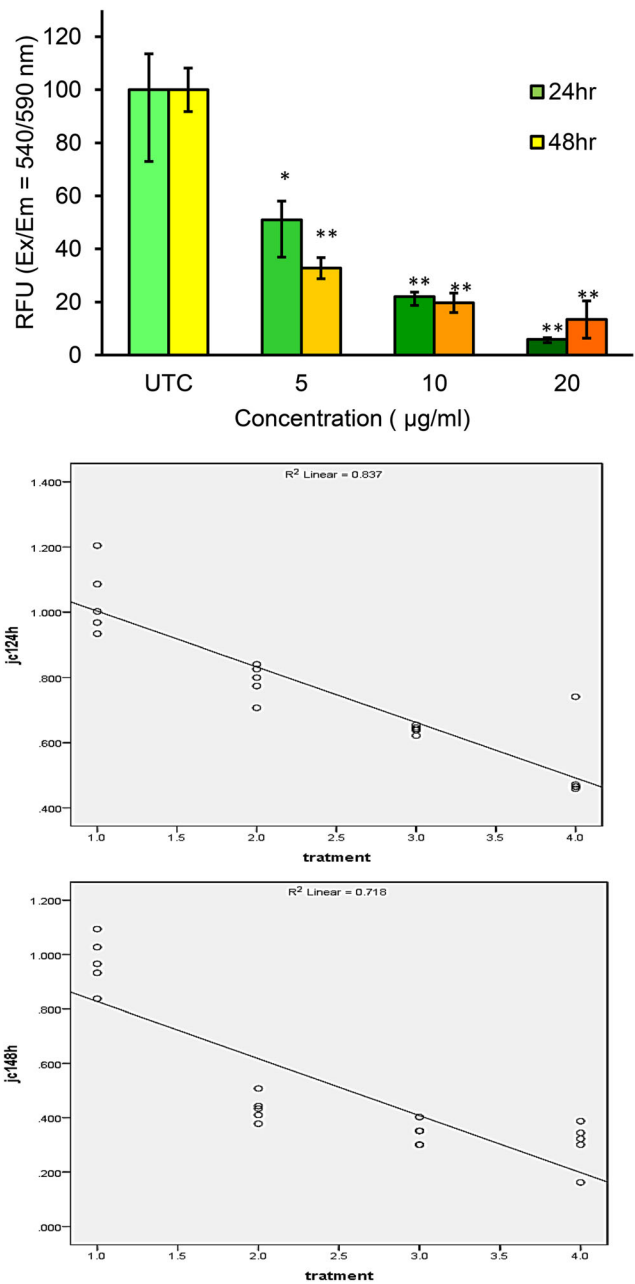 120
100
80
60
40
20
0
RFU (Ex/Em = 540/590 nm)
24hr
48hr
*
**
**
**
**
**
UTC 5 10 20
Concentration ( µg/ml)
R2 Linear = 0.837
1.400
1.200
1.000
.800
.600
.400
jc124h
1.0 1.5 2.0 2.5 3.0 3.5 4.0
tratment
R2 Linear = 0.718
1.200
1.000
.800
.600
.400
.200
.000
jc148h
1.0 1.5 2.0 2.5 3.0 3.5 4.0
tratment